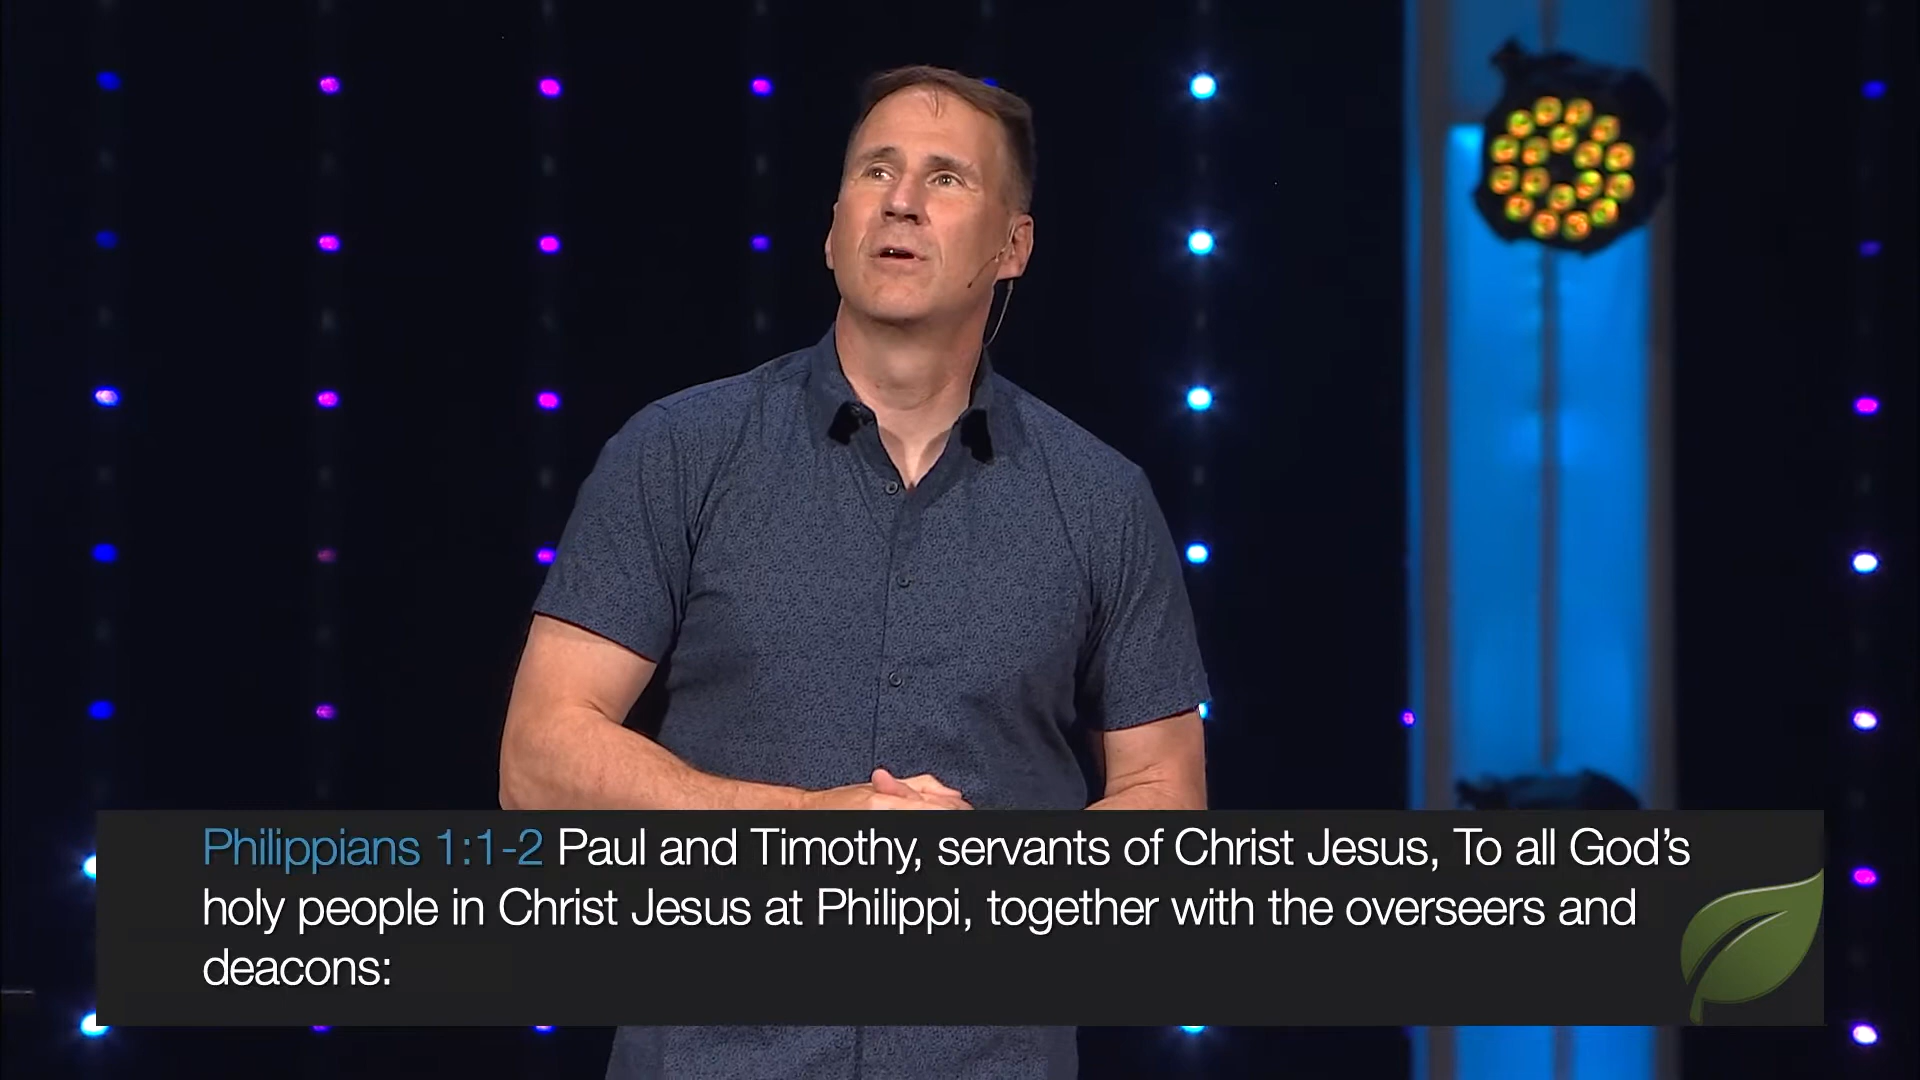 Philippians 1:1-2 Paul and Timothy, servants of Christ Jesus, To all God’s
holy people in Christ Jesus at Philippi, together with the overseers and
deacons: